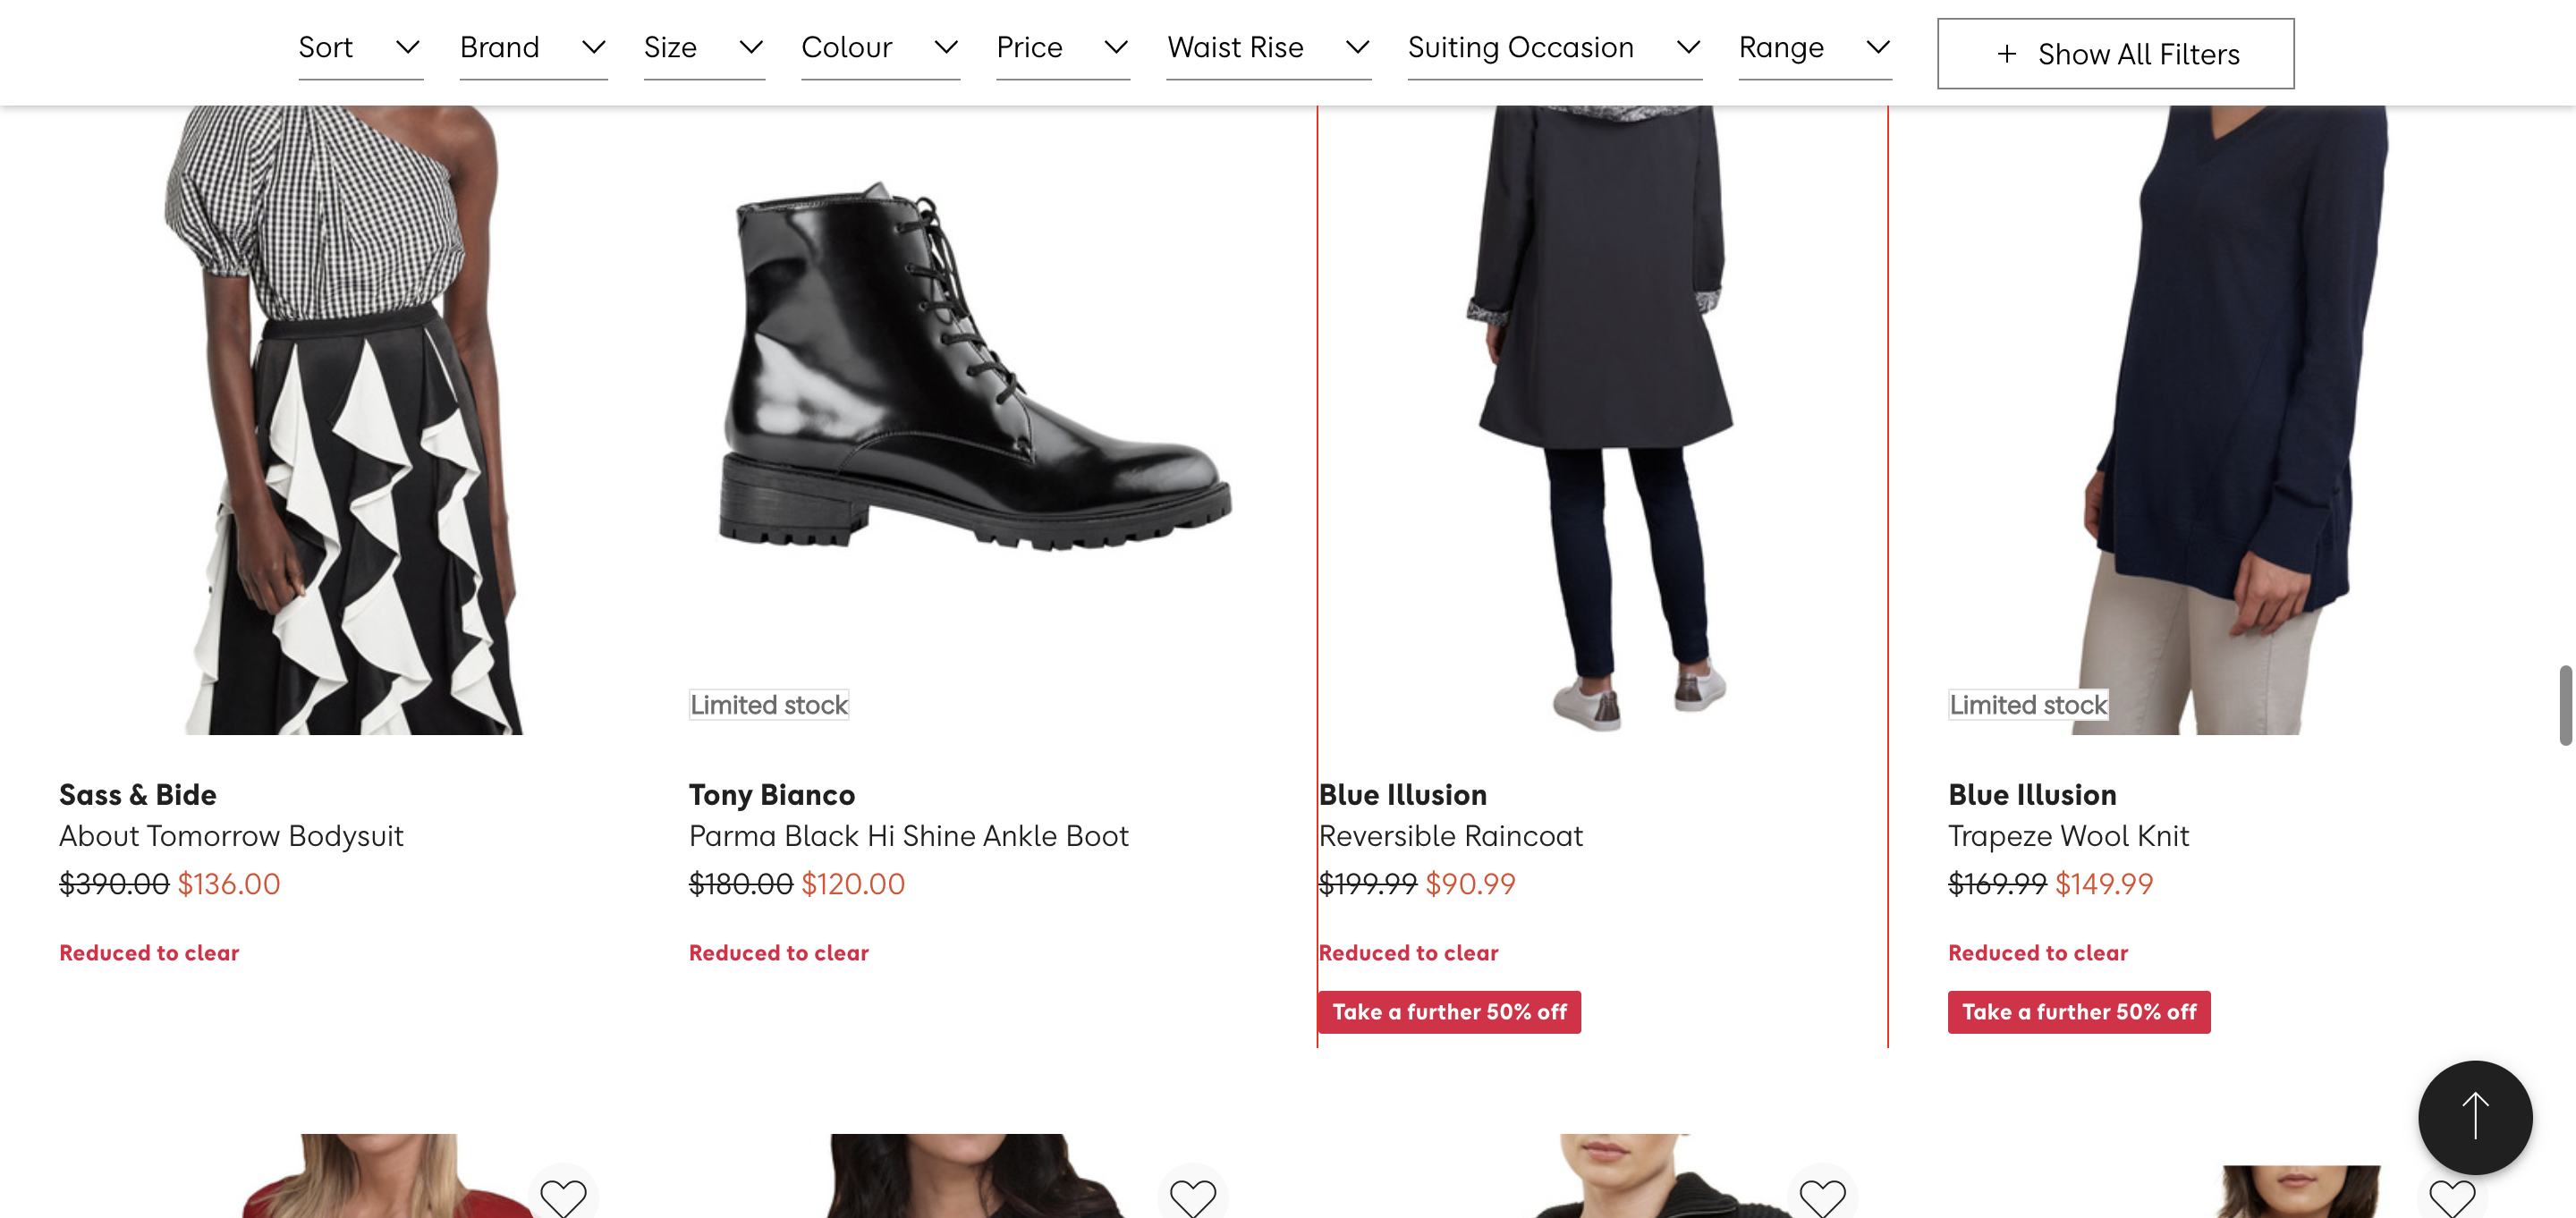 Sort Brand Size Colour Price Waist Rise Suiting Occasion Range + Show All Filters
Limited stock
Limited stock
Sass & Bide
About Tomorrow Bodysuit
$390.00 $136.00
Reduced to clear
Tony Bianco
Parma Black Hi Shine Ankle Boot
$180.00 $120.00
Reduced to clear
Blue Illusion
Reversible Raincoat
$199.99 $90.99
Reduced to clear
Take a further 50% off
Blue Illusion
Trapeze Wool Knit
$169.99 $149.99
Reduced to clear
Take a further 50% off